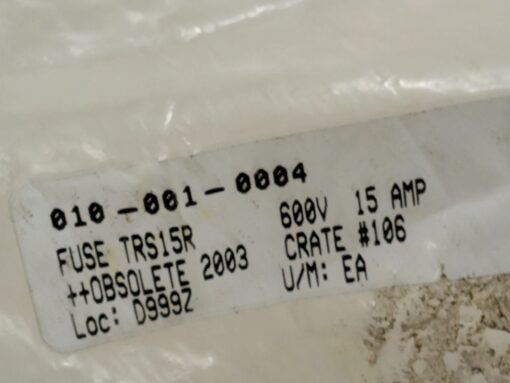 010-001-0004
FUSE TRS15R 600V 15 AMP
++OBSOLETE 2003 CRATE #106
Loc: D999Z U/M: EA